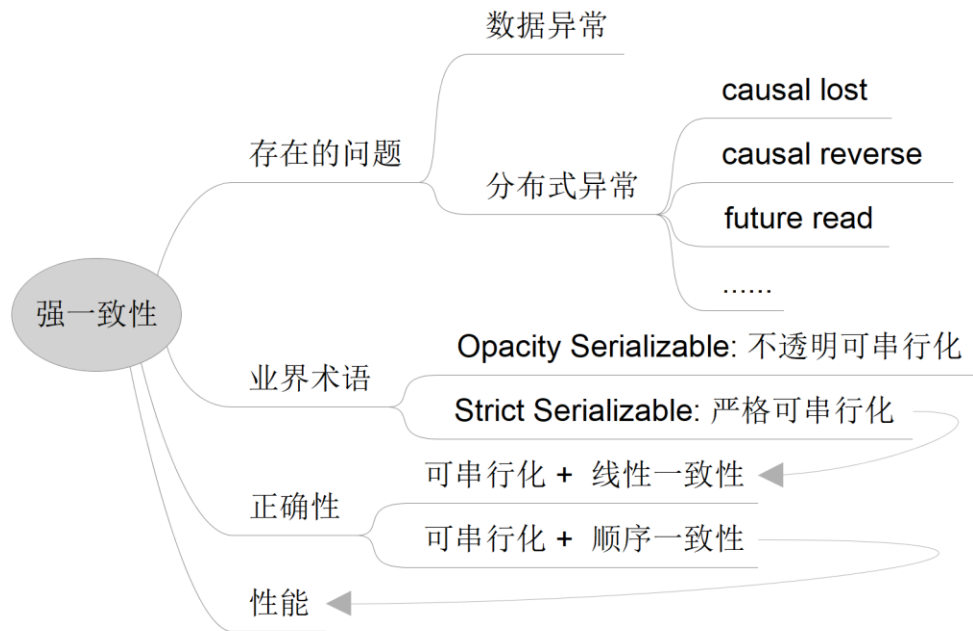 数据异常
causal lost
存在的问题
causal reverse
分布式异常
future read
......
强一致性
Opacity Serializable: 不透明可串行化
业界术语
Strict Serializable: 严格可串行化
可串行化 + 线性一致性
正确性
可串行化 + 顺序一致性
性能